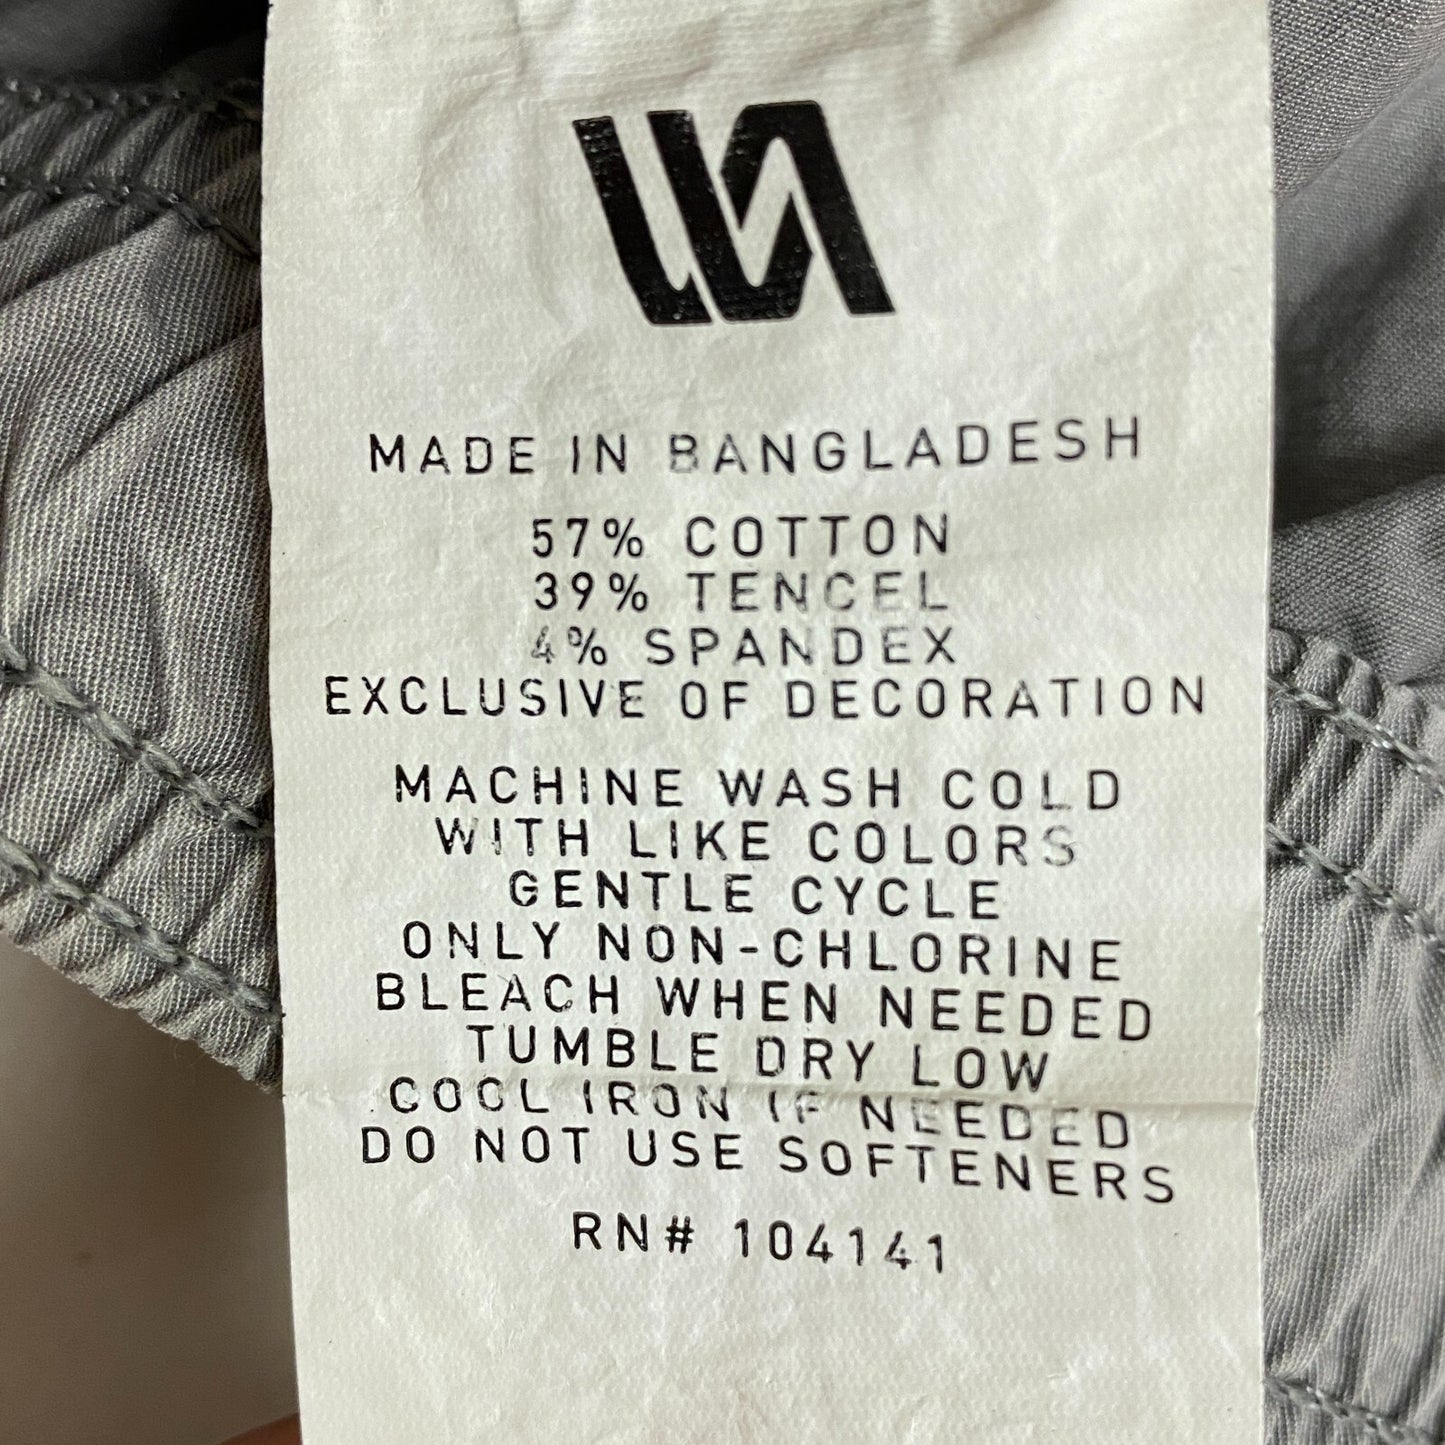 MADE IN BANGLADESH
57% COTTON
39% TENCEL
4% SPANDEX
EXCLUSIVE OF DECORATION
MACHINE WASH COLD
WITH LIKE COLORS
GENTLE CYCLE
ONLY NON-CHLORINE
BLEACH WHEN NEEDED
TUMBLE DRY LOW
COOL IRON IF NEEDED
DO NOT USE SOFTENERS
RN# 104141